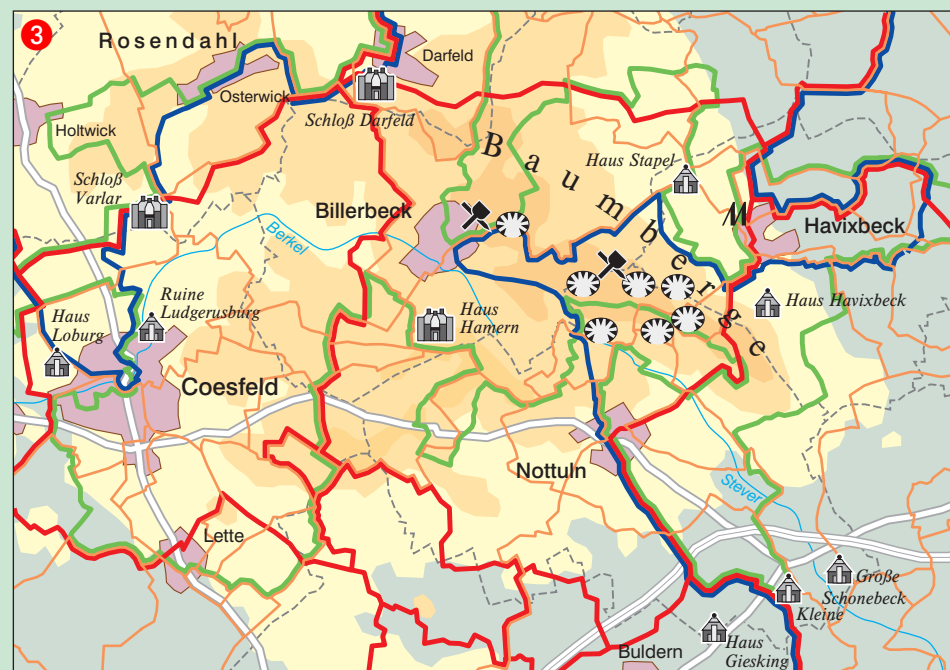 3
Rosendahl
Darfeld
Osterwick
Schloß Darfeld
Holtwick
Baumberge
Haus Stapel
Schloß
Varlar
Billerbeck
M
Havixbeck
Berkel
Ruine
Ludgerusburg
Haus Havixbeck
Haus
Loburg
Haus
Hamern
Coesfeld
Nottuln
Stever
Lette
Große
Schonebeck
Kleine
Haus
Giesking
Buldern